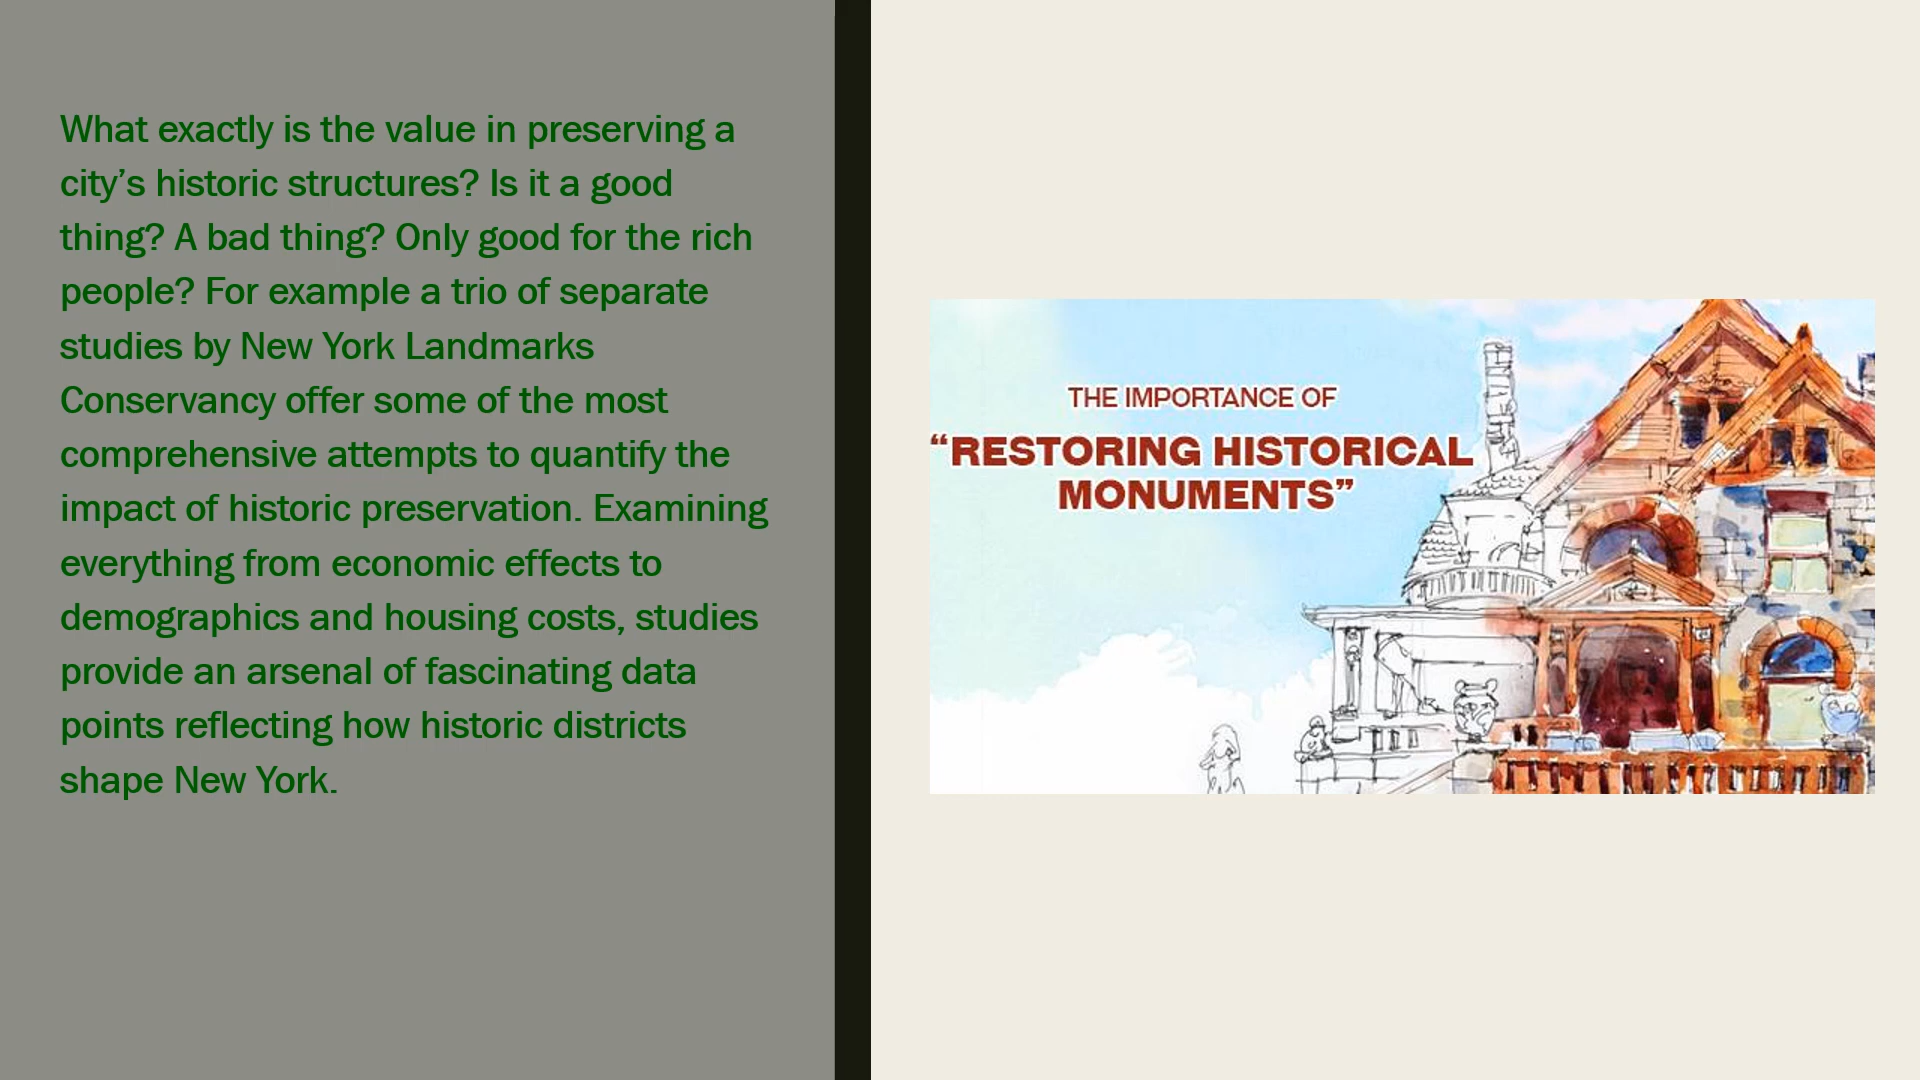 What exactly is the value in preserving a
city’s historic structures? Is it a good
thing? A bad thing? Only good for the rich
people? For example a trio of separate
studies by New York Landmarks
Conservancy offer some of the most
comprehensive attempts to quantify the
impact of historic preservation. Examining
everything from economic effects to
demographics and housing costs, studies
provide an arsenal of fascinating data
points reflecting how historic districts
shape New York.
THE IMPORTANCE OF
“RESTORING HISTORICAL
MONUMENTS”